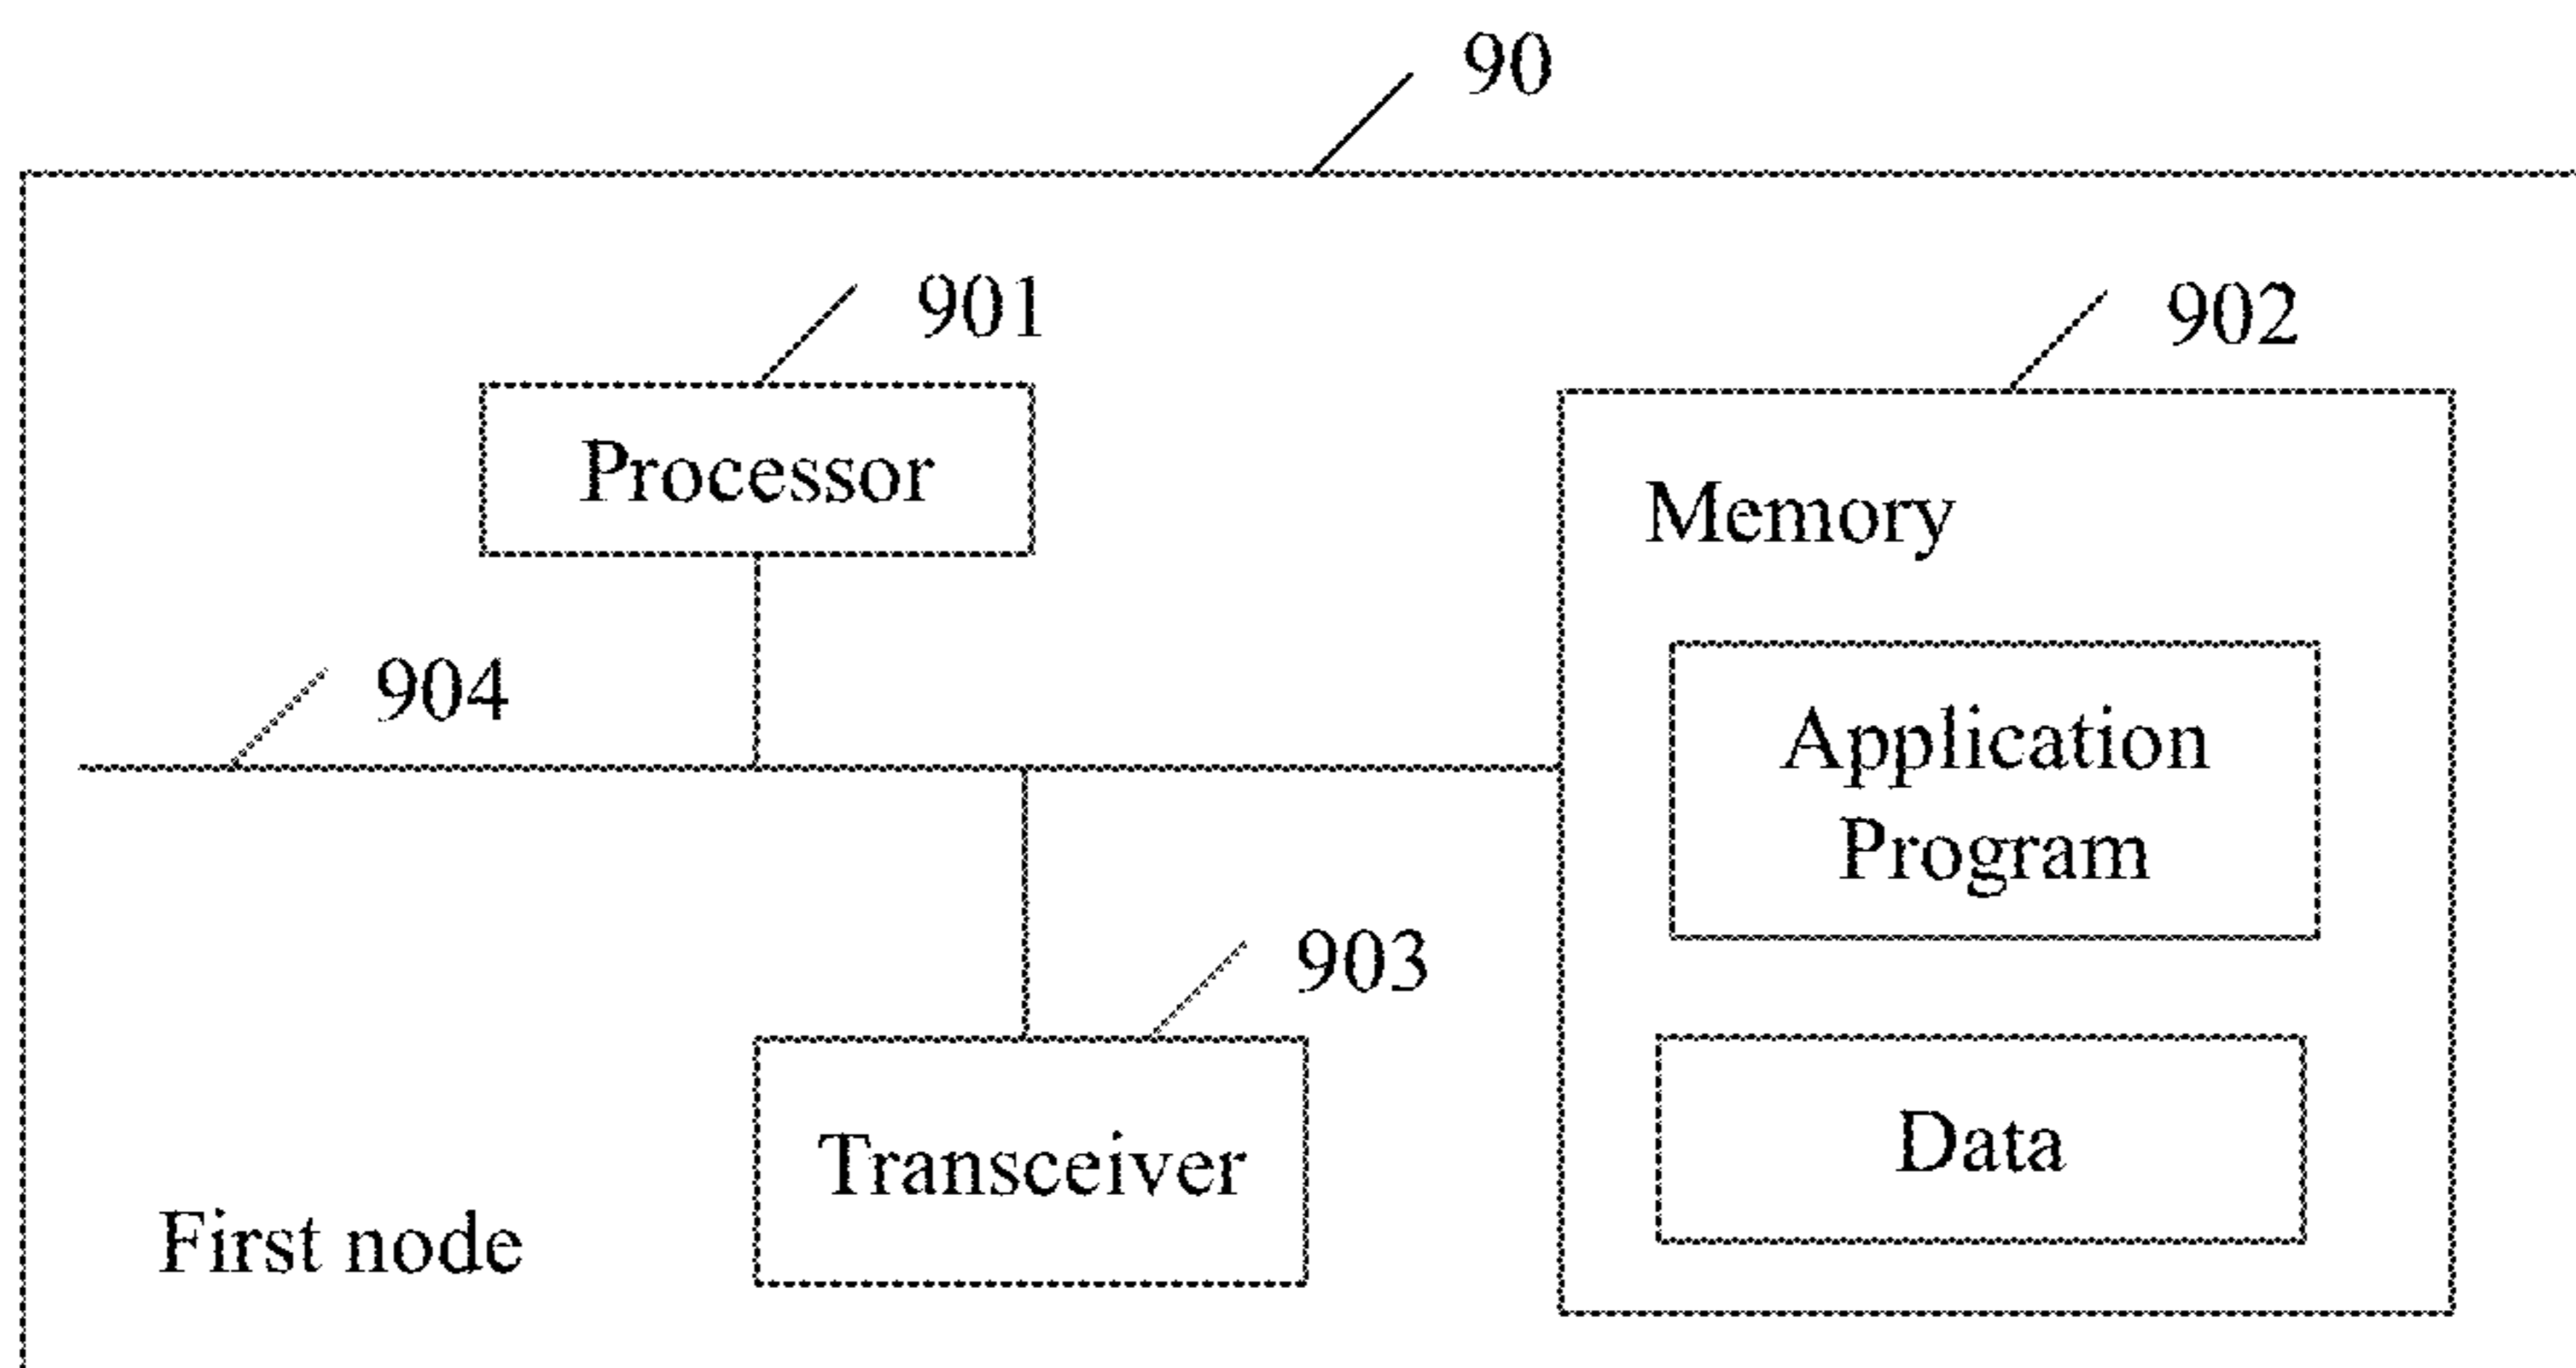 90
901
902
Processor
Memory
904
Application
Program
903
Data
Transceiver
First node